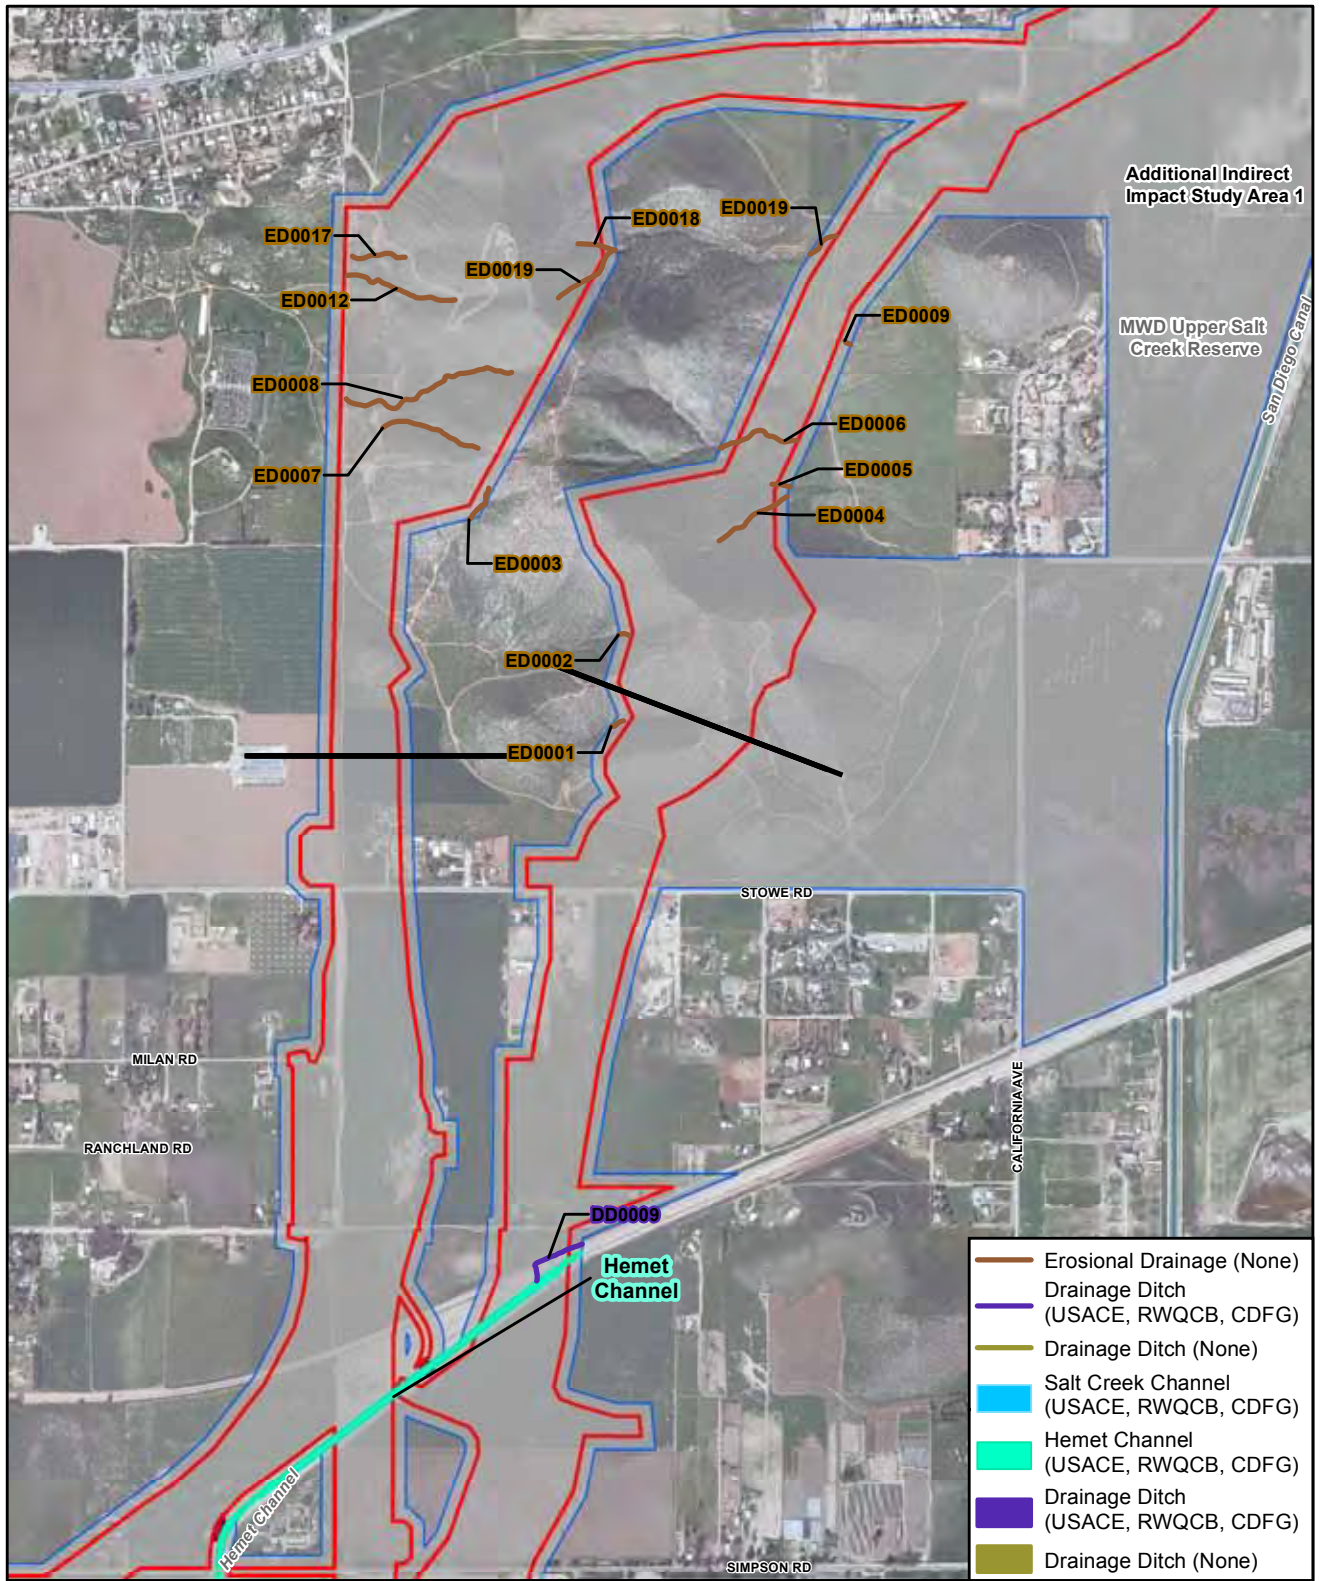 Additional Indirect
Impact Study Area 1
ED0018
ED0019
ED0017
ED0019
ED0012
ED0009
MWD Upper Salt
Creek Reserve
San Diego Canal
ED0008
ED0006
ED0007
ED0005
ED0004
ED0003
ED0002
ED0001
STOWE RD
MILAN RD
CALIFORNIA AVE
RANCHLAND RD
DD0009
Hemet
Channel
Hemet Channel
SIMPSON RD
Erosional Drainage (None)
Drainage Ditch
(USACE, RWQCB, CDFG)
Drainage Ditch (None)
Salt Creek Channel
(USACE, RWQCB, CDFG)
Hemet Channel
(USACE, RWQCB, CDFG)
Drainage Ditch
(USACE, RWQCB, CDFG)
Drainage Ditch (None)